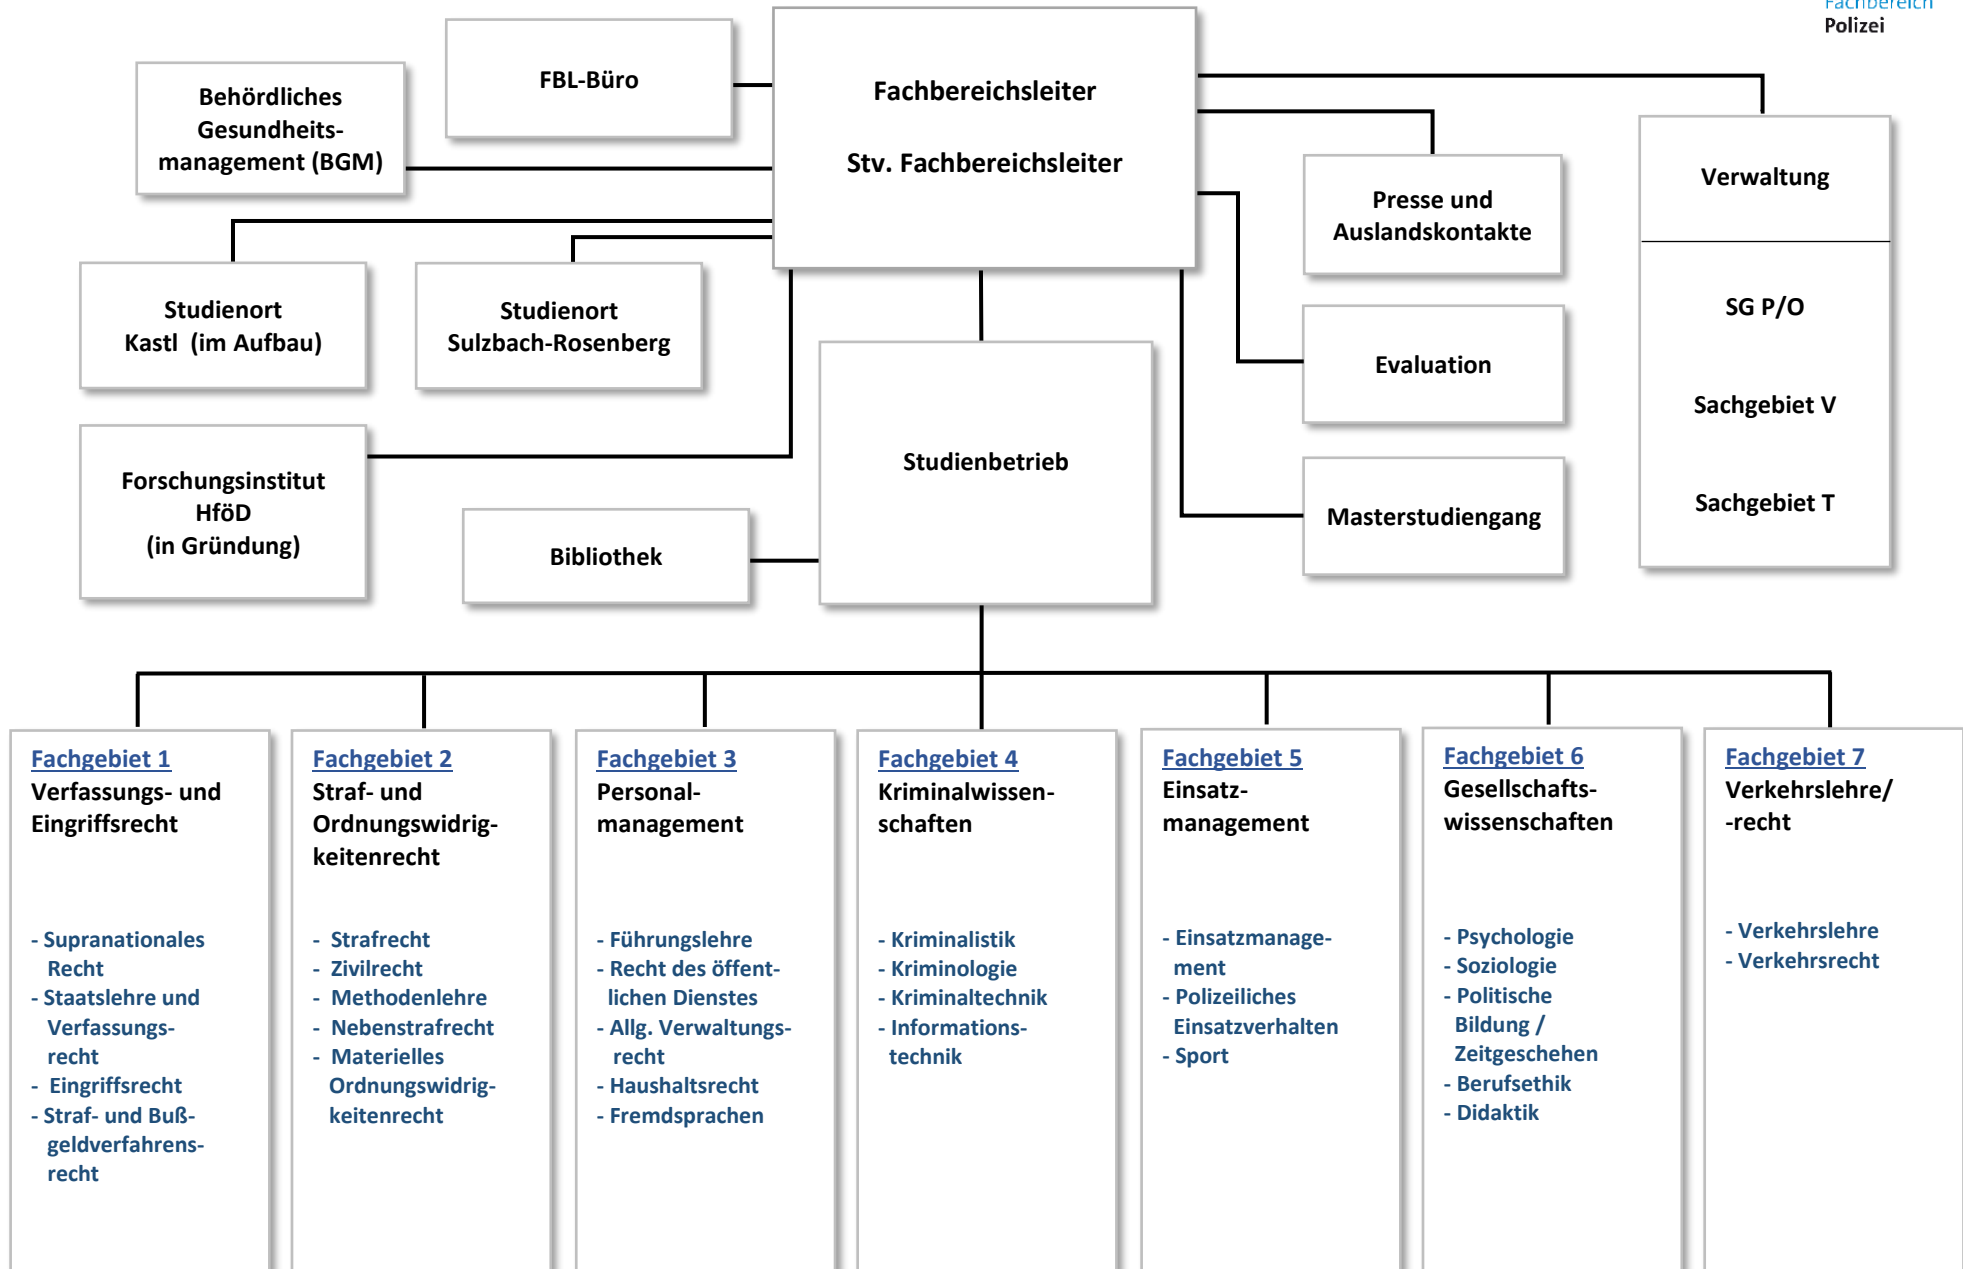 Fachbereich
Polizei
FBL-Büro
Behördliches
Gesundheits-
management (BGM)
Fachbereichsleiter
Stv. Fachbereichsleiter
Presse und
Auslandskontakte
Verwaltung
SG P/O
Sachgebiet V
Sachgebiet T
Studienort
Kastl (im Aufbau)
Studienort
Sulzbach-Rosenberg
Evaluation
Studienbetrieb
Forschungsinstitut
HföD
(in Gründung)
Bibliothek
Masterstudiengang
Fachgebiet 1
Verfassungs- und
Eingriffsrecht
- Supranationales
Recht
- Staatslehre und
Verfassungs-
recht
- Eingriffsrecht
- Straf- und Buß-
geldverfahrens-
recht
Fachgebiet 2
Straf- und
Ordnungswidrig-
keitenrecht
- Strafrecht
- Zivilrecht
- Methodenlehre
- Nebenstrafrecht
- Materielles
Ordnungswidrig-
keitenrecht
Fachgebiet 3
Personal-
management
- Führungslehre
- Recht des öffent-
lichen Dienstes
- Allg. Verwaltungs-
recht
- Haushaltsrecht
- Fremdsprachen
Fachgebiet 4
Kriminalwissen-
schaften
- Kriminalistik
- Kriminologie
- Kriminaltechnik
- Informations-
technik
Fachgebiet 5
Einsatz-
management
- Einsatzmanage-
ment
- Polizeiliches
Einsatzverhalten
- Sport
Fachgebiet 6
Gesellschafts-
wissenschaften
- Psychologie
- Soziologie
- Politische
Bildung /
Zeitgeschehen
- Berufsethik
- Didaktik
Fachgebiet 7
Verkehrslehre/
-recht
- Verkehrslehre
- Verkehrsrecht